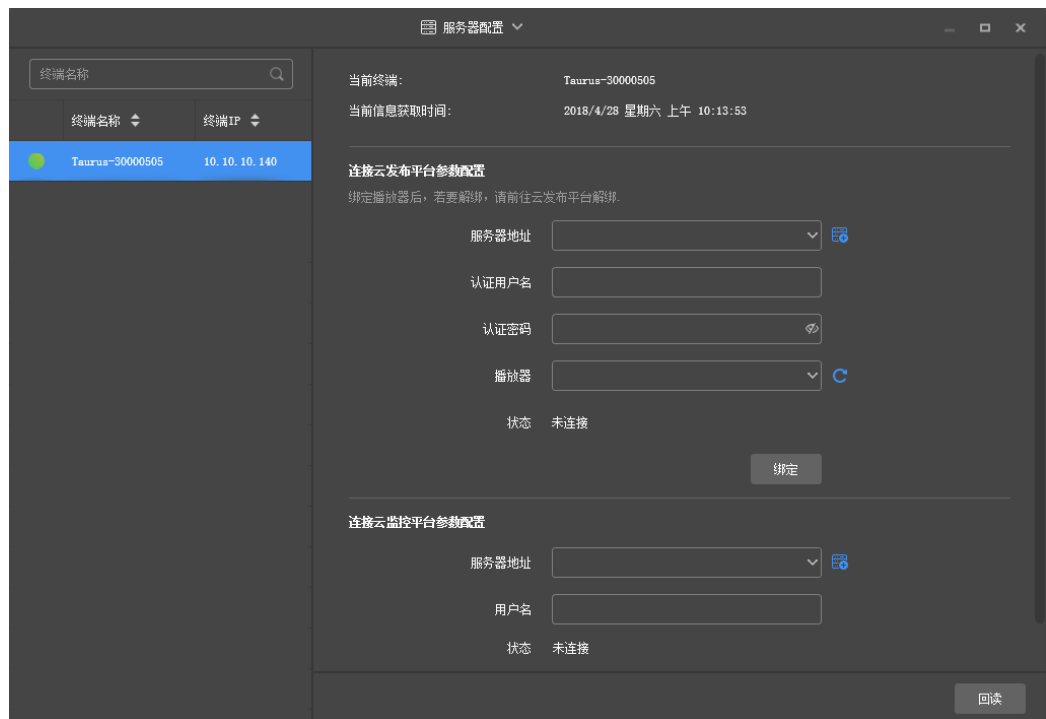 服务器配置
终端名称
终端名称 终端IP
Taurus-30000505 10.10.10.140
当前终端: Taurus-30000505
当前信息获取时间: 2018/4/28 星期六 上午 10:13:53
连接云发布平台参数配置
绑定播放器后，若要解绑，请前往云发布平台解绑.
服务器地址
认证用户名
认证密码
播放器
状态 未连接
绑定
连接云监控平台参数配置
服务器地址
用户名
状态 未连接
回读